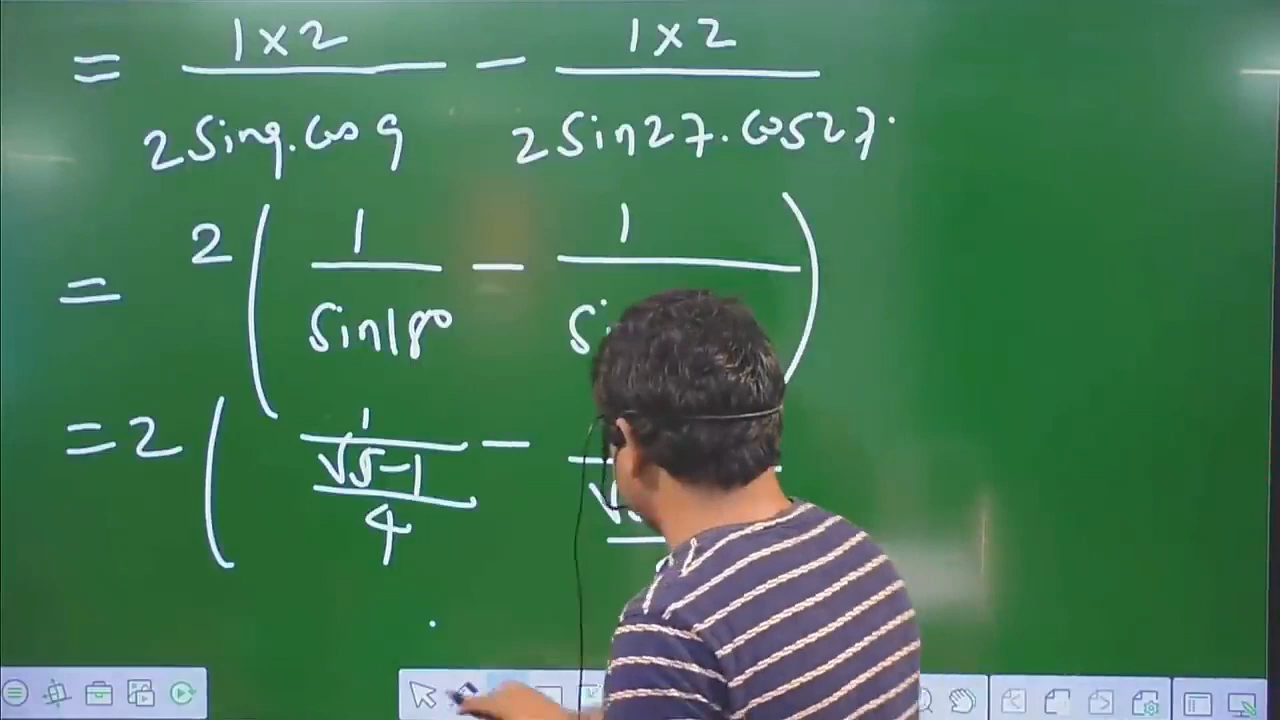 = 1×2 / 2Sin9.Cos9 − 1×2 / 2Sin27.Cos27.
= 2 ( 1 / Sin18° − 1 / Si )
= 2 ( 1 / √5−1 / 4 −